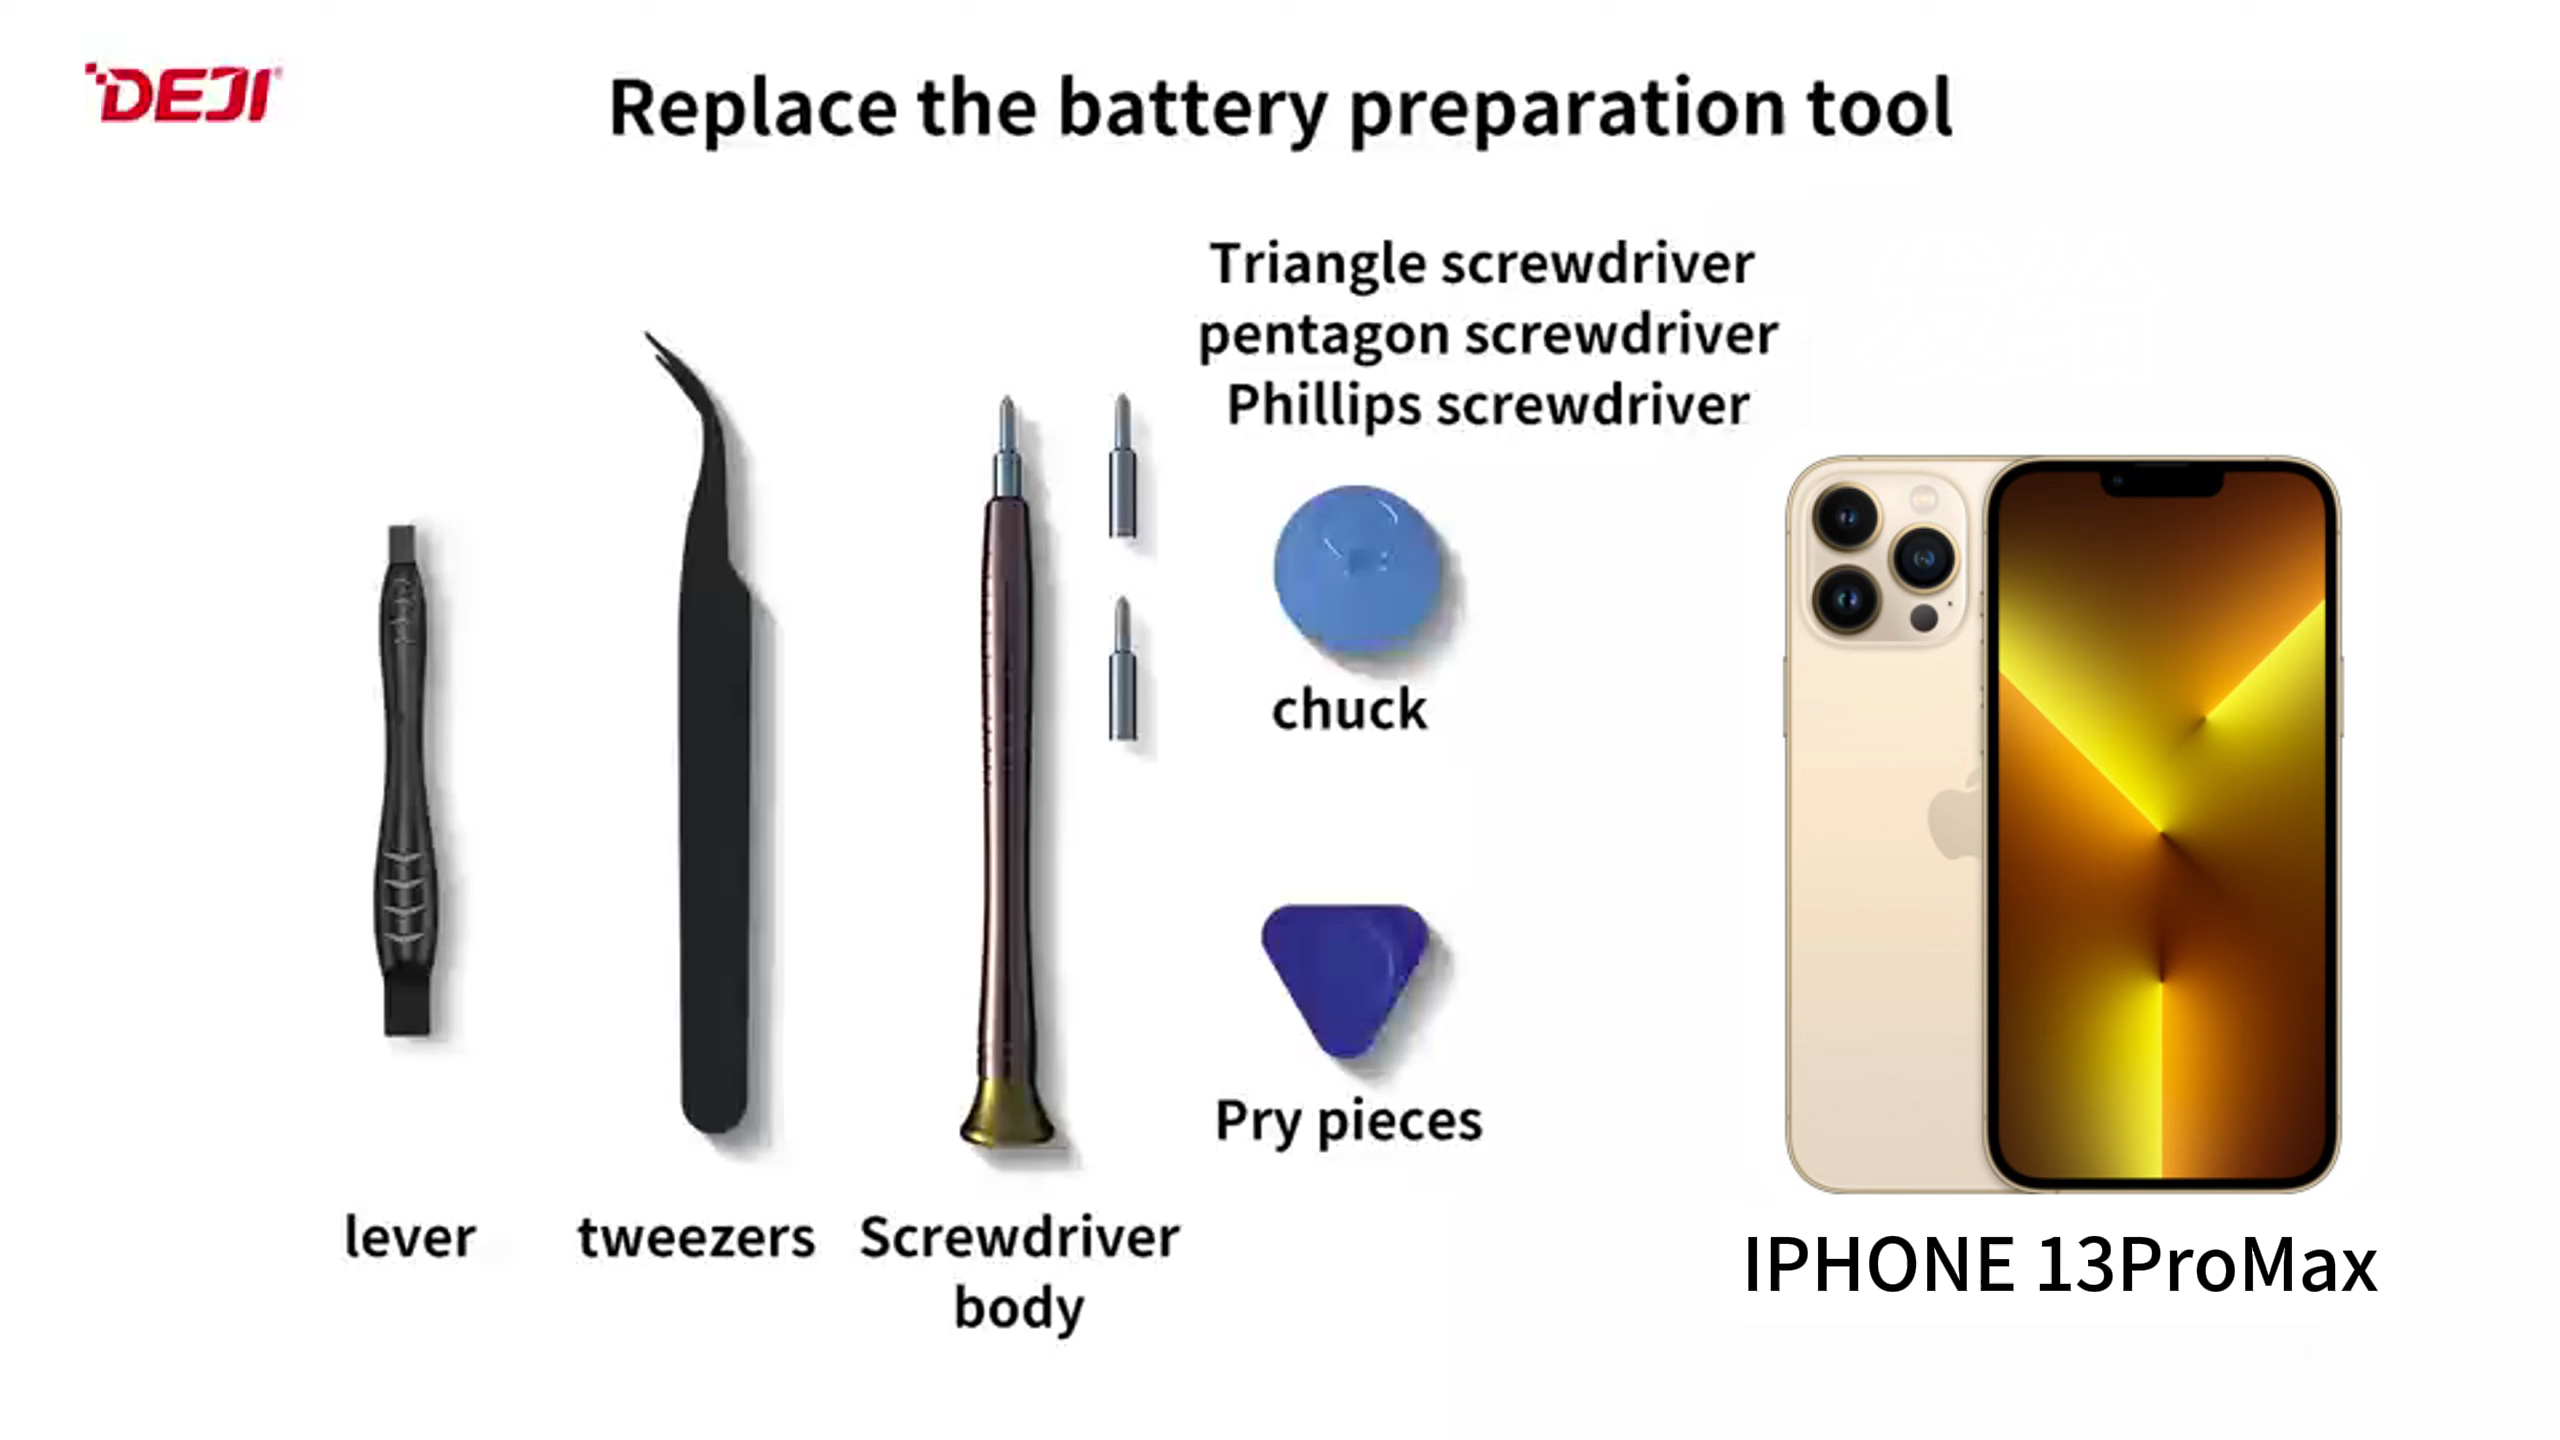 DEJI
Replace the battery preparation tool
Triangle screwdriver
pentagon screwdriver
Phillips screwdriver
chuck
Pry pieces
lever
tweezers
Screwdriver
body
IPHONE 13ProMax